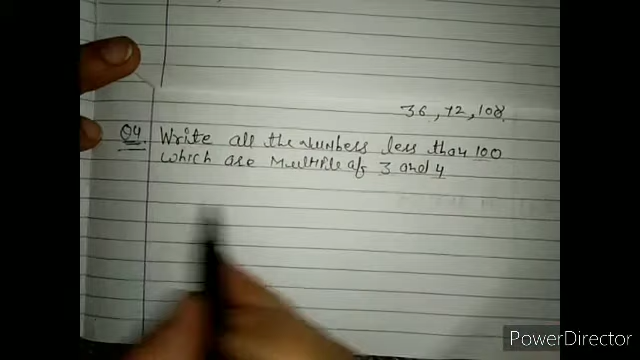 36, 72, 108
Q4. Write all the numbers less than 100
which are Multiple of 3 and 4
PowerDirector